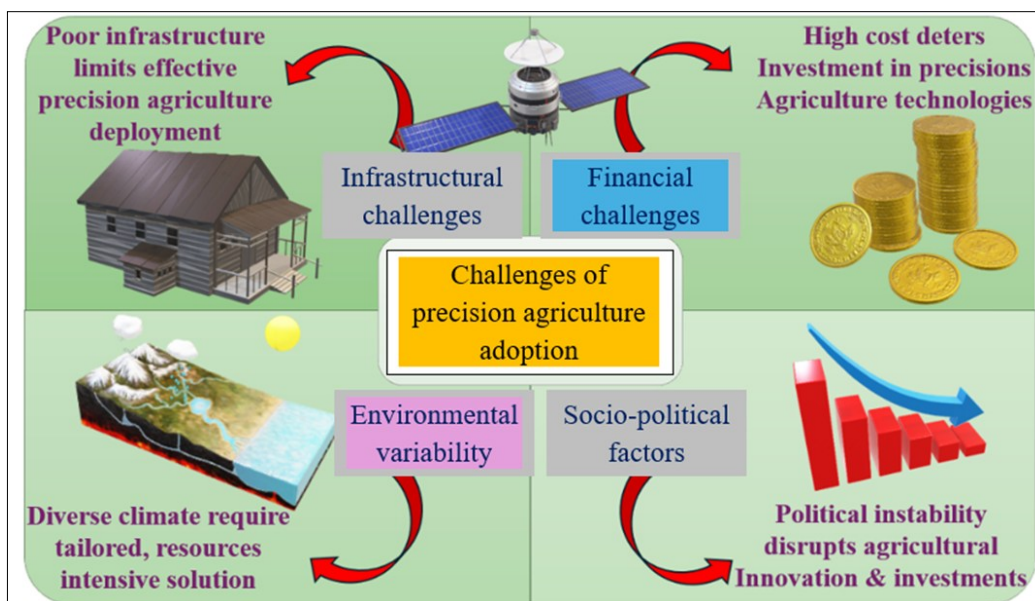 Poor infrastructure
limits effective
precision agriculture
deployment
High cost deters
Investment in precisions
Agriculture technologies
Infrastructural
challenges
Financial
challenges
Challenges of
precision agriculture
adoption
Environmental
variability
Socio-political
factors
Diverse climate require
tailored, resources
intensive solution
Political instability
disrupts agricultural
Innovation & investments